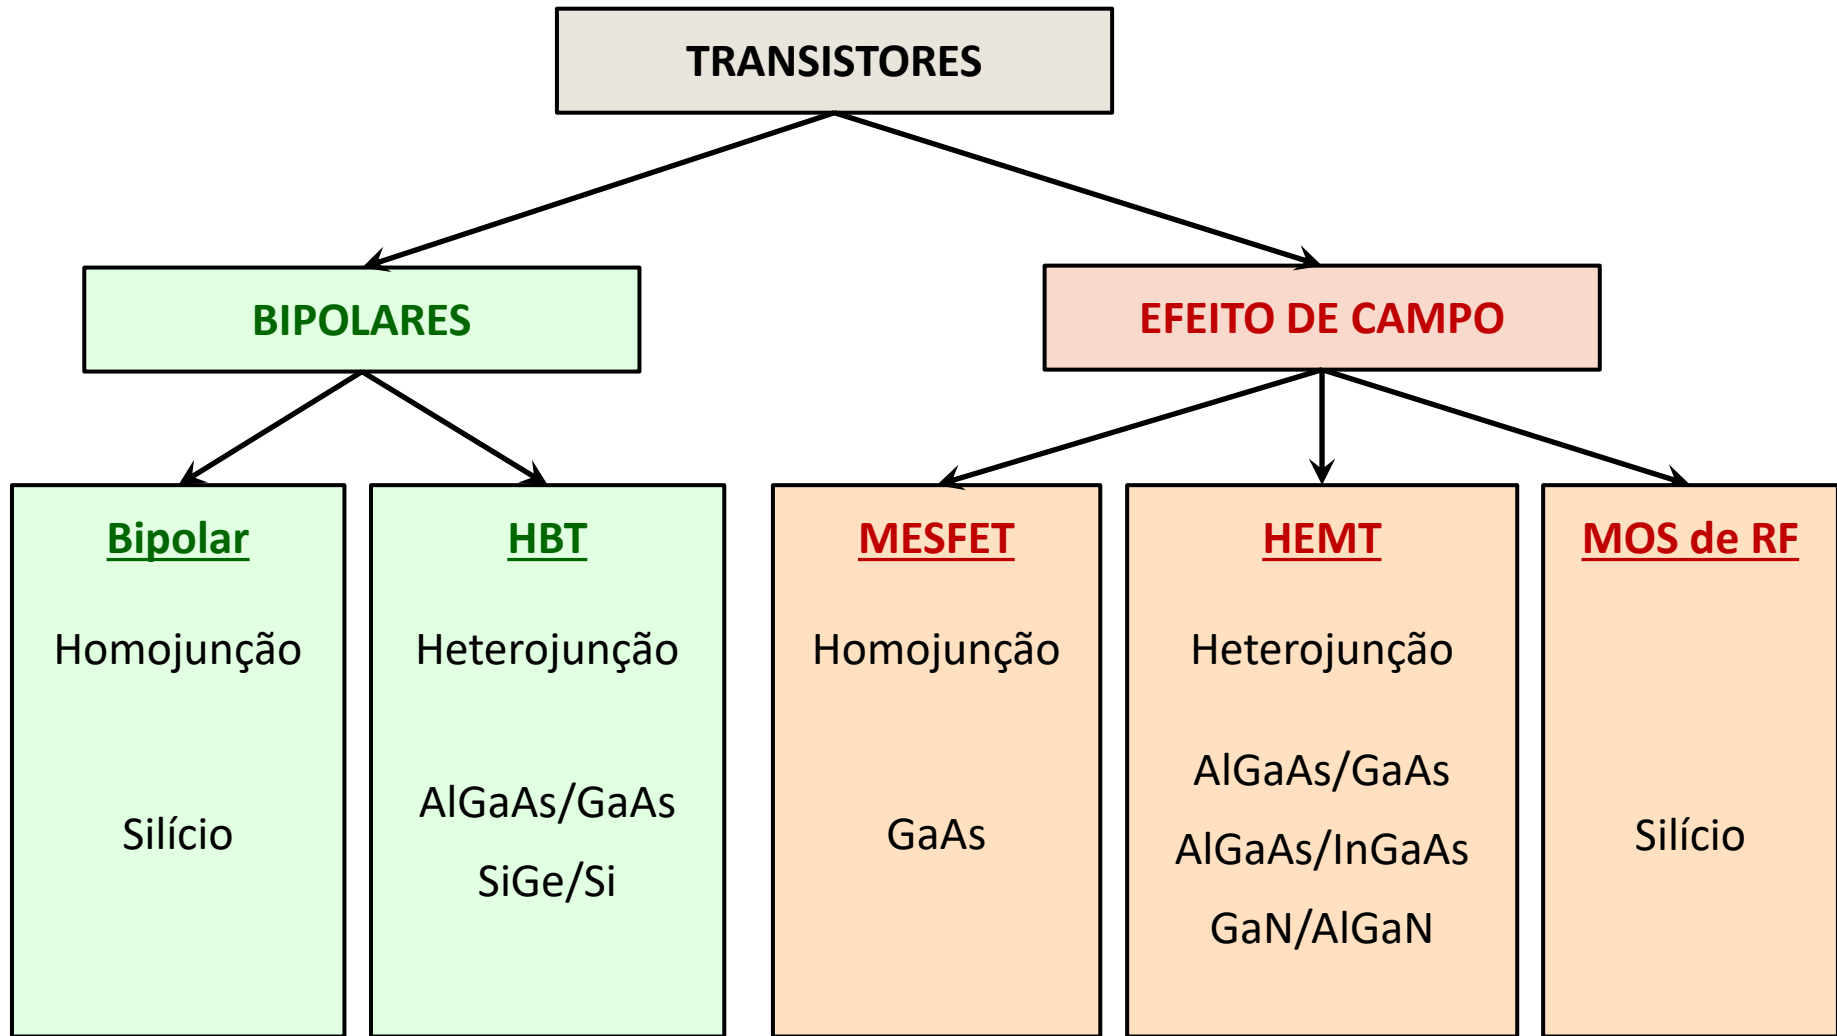 TRANSISTORES
BIPOLARES
EFEITO DE CAMPO
Bipolar
Homojunção
Silício
HBT
Heterojunção
AlGaAs/GaAs
SiGe/Si
MESFET
Homojunção
GaAs
HEMT
Heterojunção
AlGaAs/GaAs
AlGaAs/InGaAs
GaN/AlGaN
MOS de RF
Silício